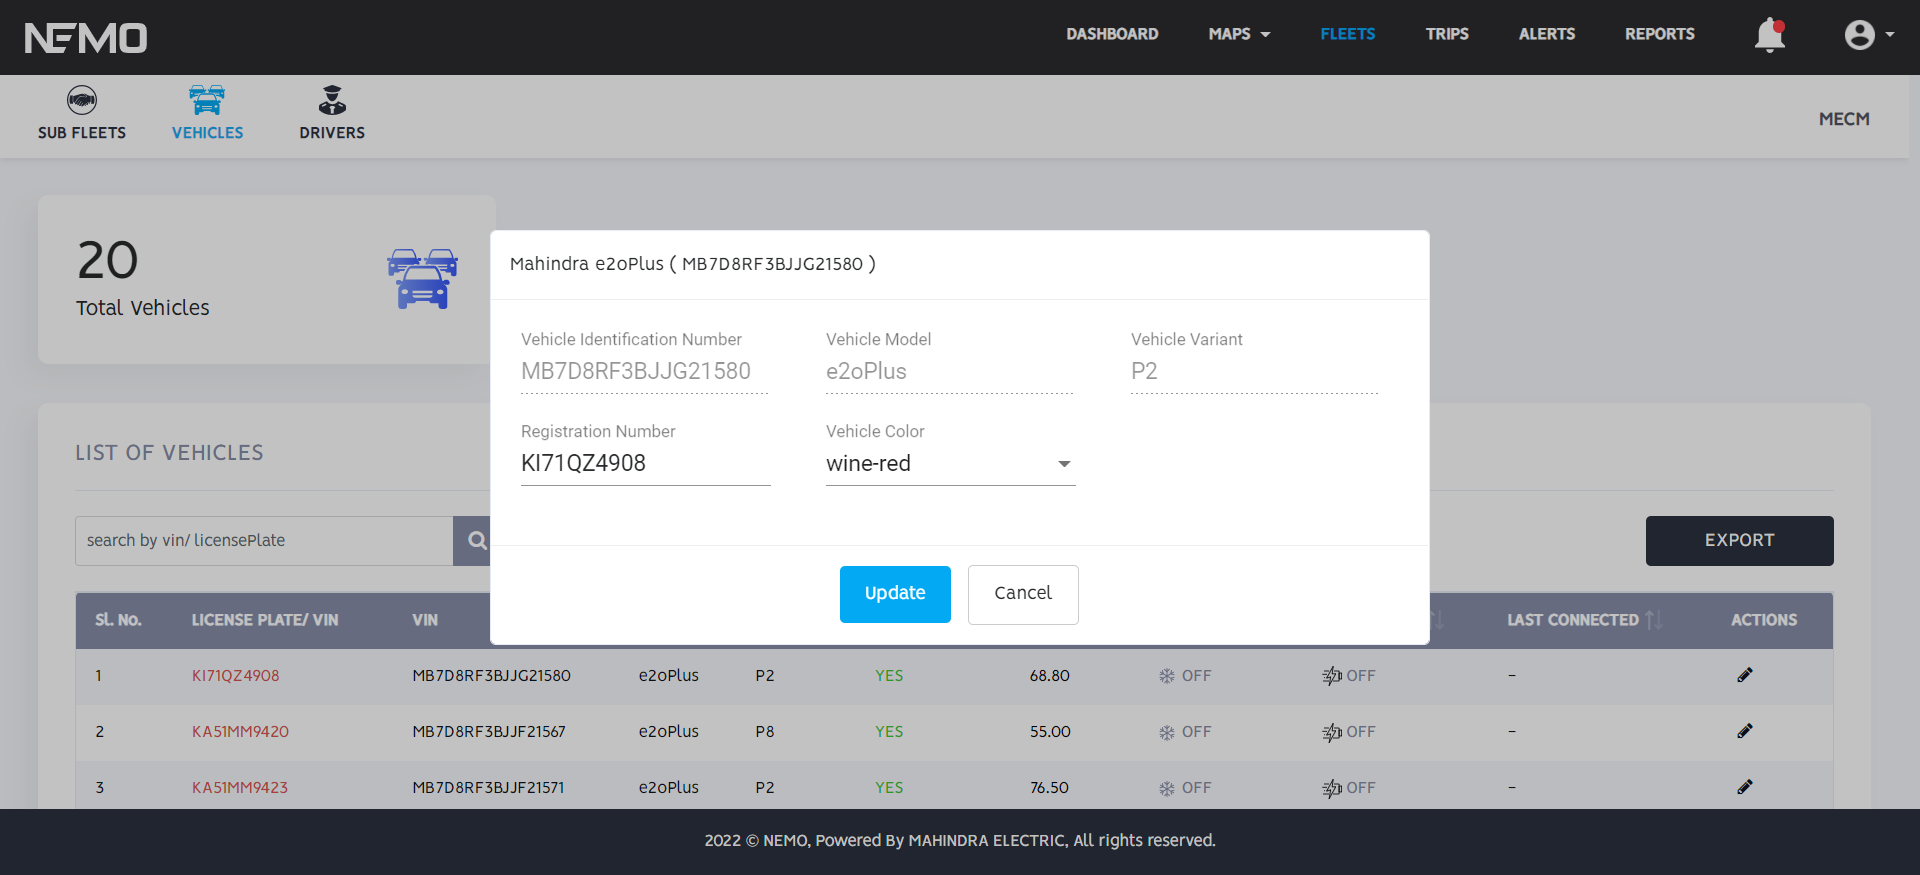 NEMO
DASHBOARD MAPS FLEETS TRIPS ALERTS REPORTS
SUB FLEETS VEHICLES DRIVERS
MECM
20
Total Vehicles
Mahindra e2oPlus ( MB7D8RF3BJJG21580 )
Vehicle Identification Number Vehicle Model Vehicle Variant
MB7D8RF3BJJG21580 e2oPlus P2
Registration Number Vehicle Color
KI71QZ4908 wine-red
Update Cancel
LIST OF VEHICLES
search by vin/ licensePlate
EXPORT
Sl. No. LICENSE PLATE/ VIN VIN LAST CONNECTED ACTIONS
1 KI71QZ4908 MB7D8RF3BJJG21580 e2oPlus P2 YES 68.80 OFF OFF –
2 KA51MM9420 MB7D8RF3BJJF21567 e2oPlus P8 YES 55.00 OFF OFF –
3 KA51MM9423 MB7D8RF3BJJF21571 e2oPlus P2 YES 76.50 OFF OFF –
2022 © NEMO, Powered By MAHINDRA ELECTRIC, All rights reserved.